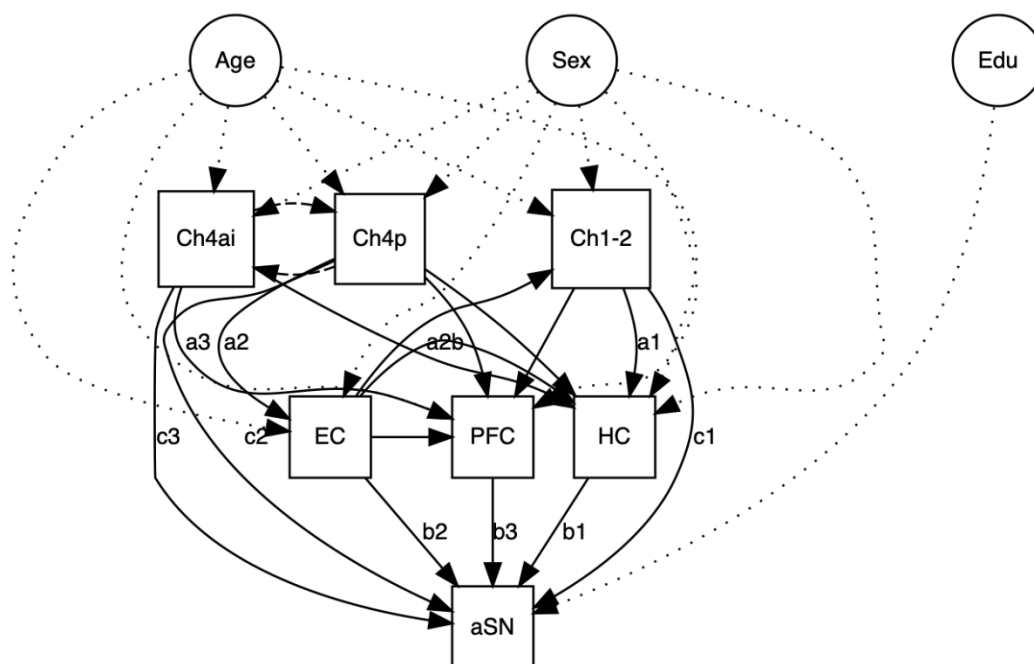 Age
Sex
Edu
Ch4ai
Ch4p
Ch1-2
a3
a2
a2b
a1
EC
PFC
HC
c3
c2
c1
b2
b3
b1
aSN